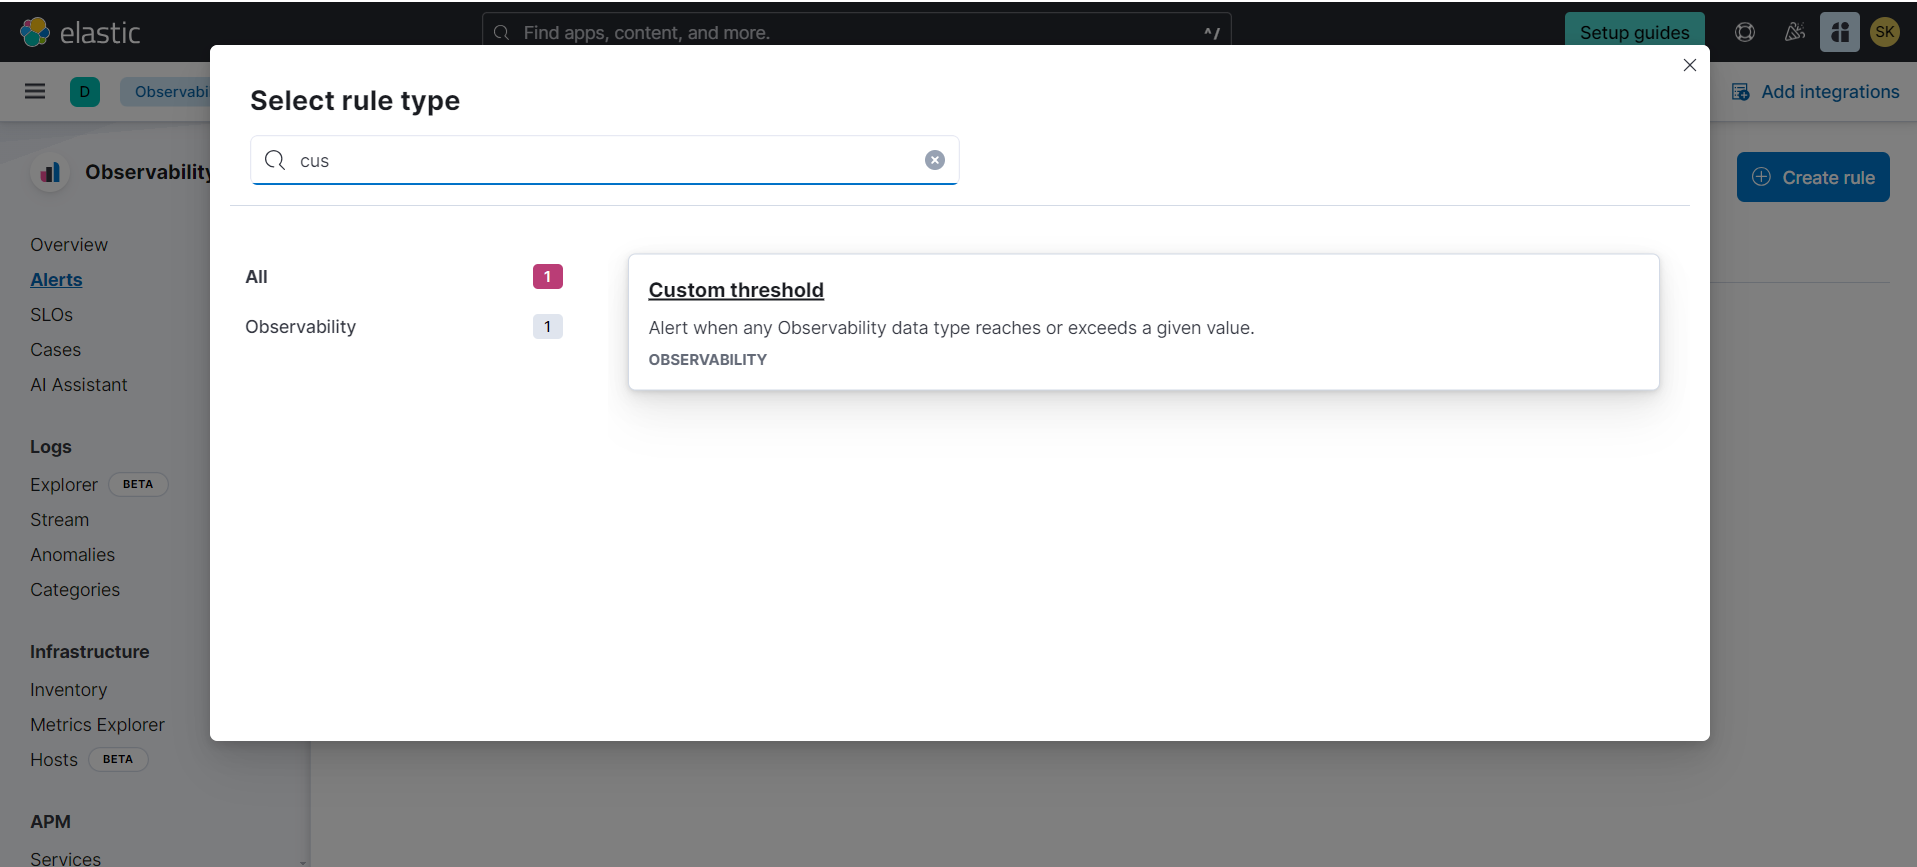 elastic
Find apps, content, and more.
^/
Setup guides
SK
D
Observabi
Add integrations
Select rule type
cus
Observability
Create rule
Overview
Alerts
SLOs
Cases
AI Assistant
Logs
Explorer BETA
Stream
Anomalies
Categories
Infrastructure
Inventory
Metrics Explorer
Hosts BETA
APM
Services
All 1
Observability 1
Custom threshold
Alert when any Observability data type reaches or exceeds a given value.
OBSERVABILITY